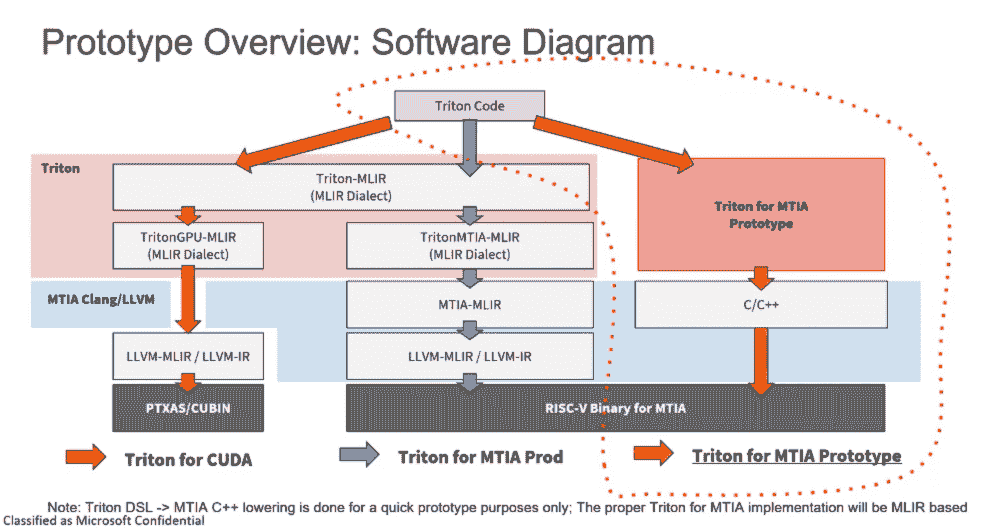 Prototype Overview: Software Diagram
Triton Code
Triton
Triton-MLIR
(MLIR Dialect)
Triton for MTIA
Prototype
TritonGPU-MLIR
(MLIR Dialect)
TritonMTIA-MLIR
(MLIR Dialect)
MTIA Clang/LLVM
MTIA-MLIR
C/C++
LLVM-MLIR / LLVM-IR
LLVM-MLIR / LLVM-IR
PTXAS/CUBIN
RISC-V Binary for MTIA
Triton for CUDA
Triton for MTIA Prod
Triton for MTIA Prototype
Note: Triton DSL -> MTIA C++ lowering is done for a quick prototype purposes only; The proper Triton for MTIA implementation will be MLIR based
Classified as Microsoft Confidential